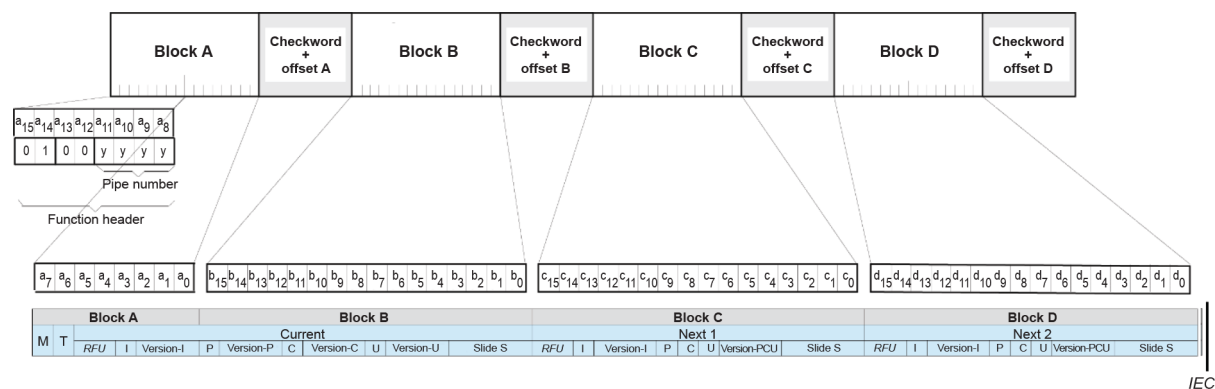 Block A Checkword + offset A Block B Checkword + offset B Block C Checkword + offset C Block D Checkword + offset D
a15 a14 a13 a12 a11 a10 a9 a8
0 1 0 0 y y y y
Pipe number
Function header
a7 a6 a5 a4 a3 a2 a1 a0 b15 b14 b13 b12 b11 b10 b9 b8 b7 b6 b5 b4 b3 b2 b1 b0 c15 c14 c13 c12 c11 c10 c9 c8 c7 c6 c5 c4 c3 c2 c1 c0 d15 d14 d13 d12 d11 d10 d9 d8 d7 d6 d5 d4 d3 d2 d1 d0
Block A Block B Block C Block D
M T Current Next 1 Next 2
RFU I Version-I P Version-P C Version-C U Version-U Slide S RFU I Version-I P C U Version-PCU Slide S RFU I Version-I P C U Version-PCU Slide S
IEC